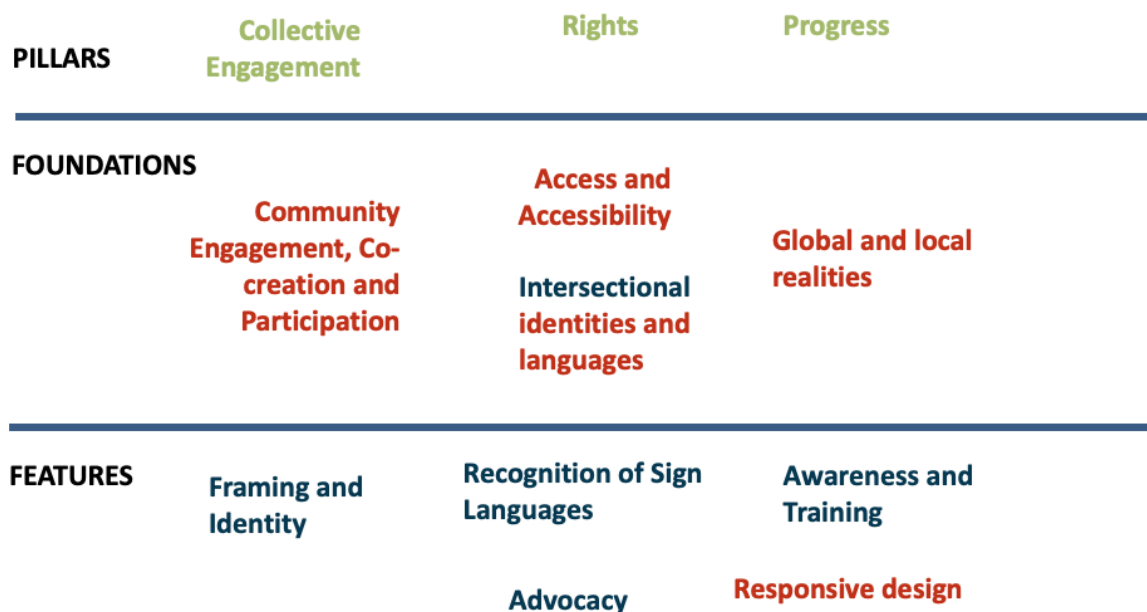 PILLARS
Collective
Engagement
Rights
Progress
FOUNDATIONS
Community
Engagement, Co-
creation and
Participation
Access and
Accessibility
Intersectional
identities and
languages
Global and local
realities
FEATURES
Framing and
Identity
Recognition of Sign
Languages
Advocacy
Awareness and
Training
Responsive design